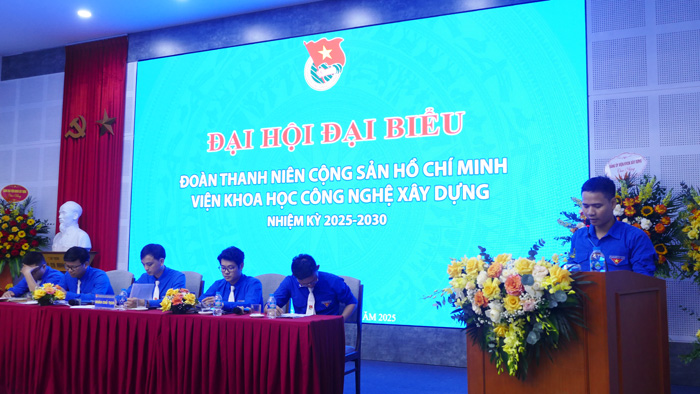 ĐẠI HỘI ĐẠI BIỂU
ĐOÀN THANH NIÊN CỘNG SẢN HỒ CHÍ MINH
VIỆN KHOA HỌC CÔNG NGHỆ XÂY DỰNG
NHIỆM KỲ 2025-2030
NĂM 2025